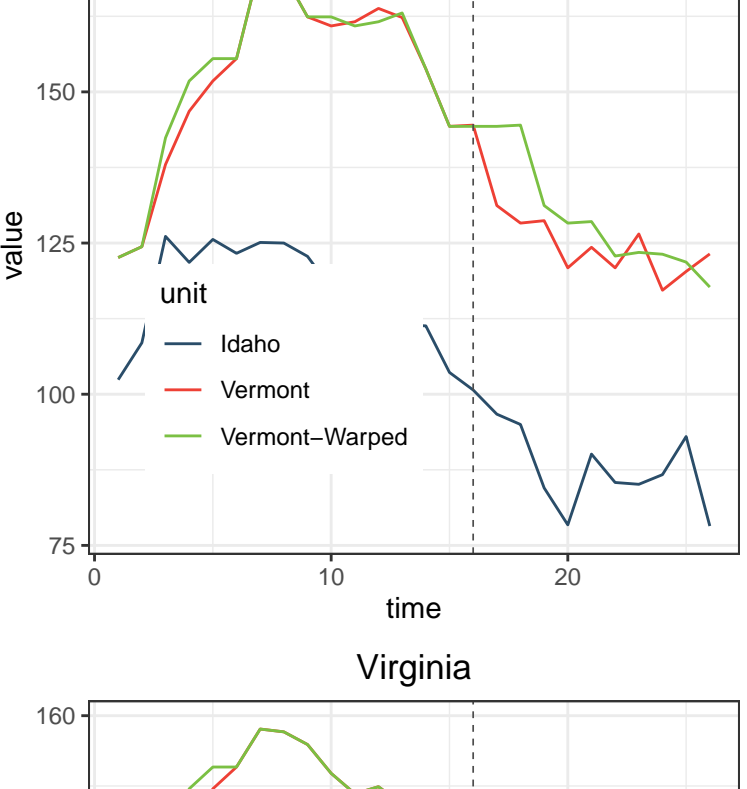 150
125
100
75
value
unit
Idaho
Vermont
Vermont−Warped
0 10 20
time
Virginia
160